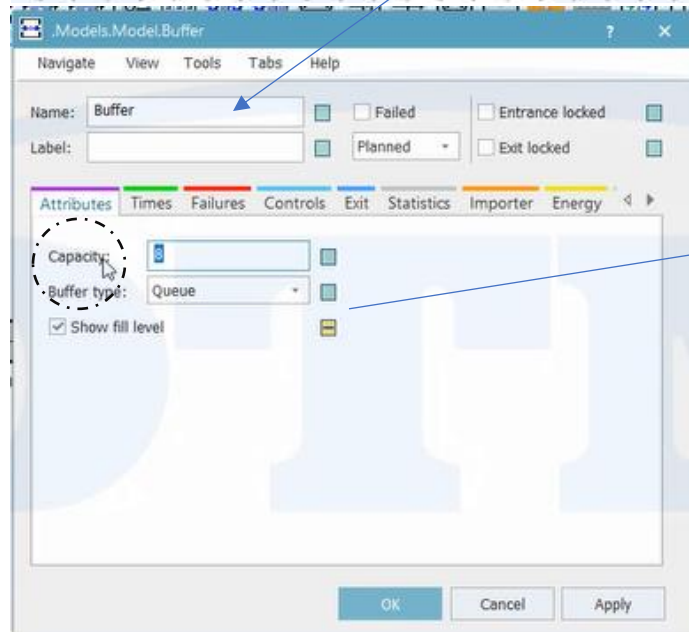 .Models.Model.Buffer ? ×
Navigate View Tools Tabs Help
Name: Buffer Failed Entrance locked
Label: Planned Exit locked
Attributes Times Failures Controls Exit Statistics Importer Energy
Capacity: 8
Buffer type: Queue
Show fill level
OK Cancel Apply